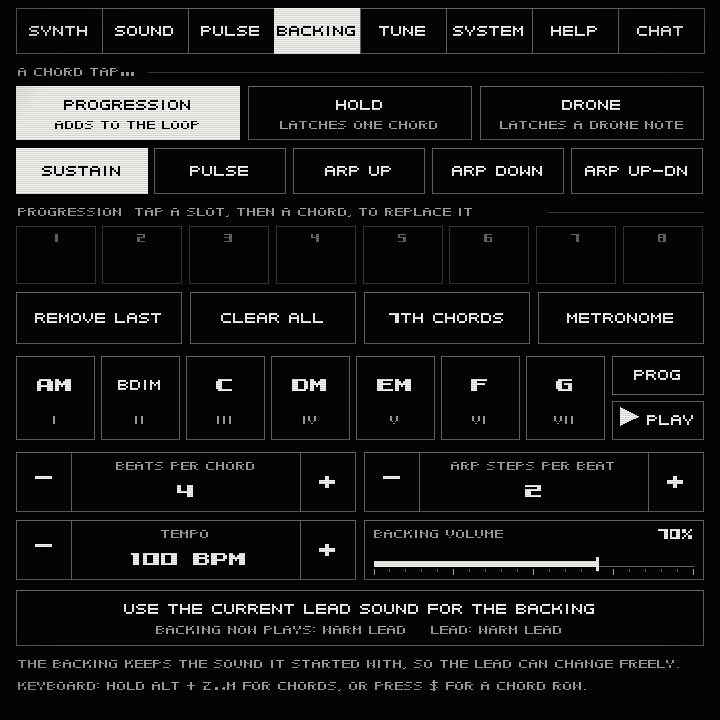 SYNTH SOUND PULSE BACKING TUNE SYSTEM HELP CHAT
A CHORD TAP...
PROGRESSION HOLD DRONE
ADDS TO THE LOOP LATCHES ONE CHORD LATCHES A DRONE NOTE
SUSTAIN PULSE ARP UP ARP DOWN ARP UP-DN
PROGRESSION TAP A SLOT, THEN A CHORD, TO REPLACE IT
1 2 3 4 5 6 7 8
REMOVE LAST CLEAR ALL 7TH CHORDS METRONOME
AM BDIM C DM EM F G PROG
I II III IV V VI VII PLAY
BEATS PER CHORD ARP STEPS PER BEAT
− 4 + − 2 +
TEMPO BACKING VOLUME 70%
− 100 BPM +
USE THE CURRENT LEAD SOUND FOR THE BACKING
BACKING NOW PLAYS: WARM LEAD LEAD: WARM LEAD
THE BACKING KEEPS THE SOUND IT STARTED WITH, SO THE LEAD CAN CHANGE FREELY.
KEYBOARD: HOLD ALT + Z..M FOR CHORDS, OR PRESS $ FOR A CHORD ROW.